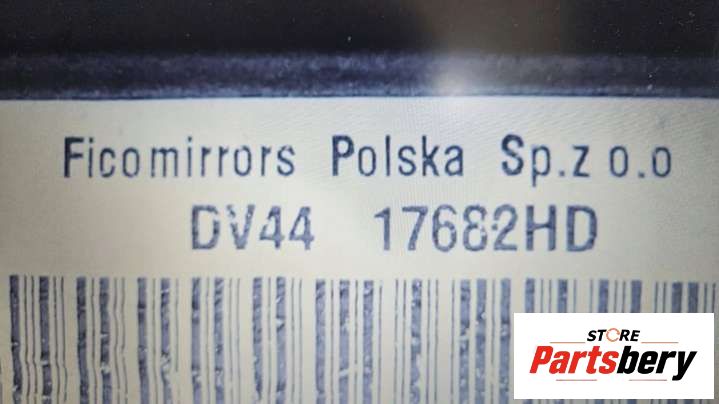 Ficomirrors Polska Sp.z o.o
DV44 17682HD
STORE
Partsbery